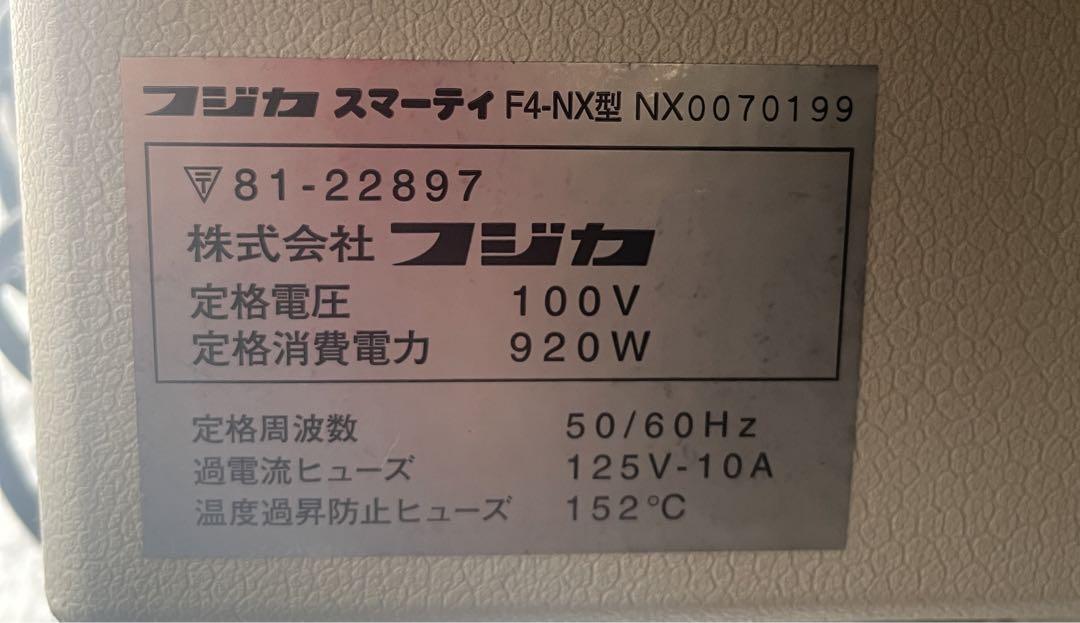 フジカ スマーティ F4-NX型 NX0070199
〒81-22897
株式会社フジカ
定格電圧 100V
定格消費電力 920W
定格周波数 50/60Hz
過電流ヒューズ 125V-10A
温度過昇防止ヒューズ 152℃